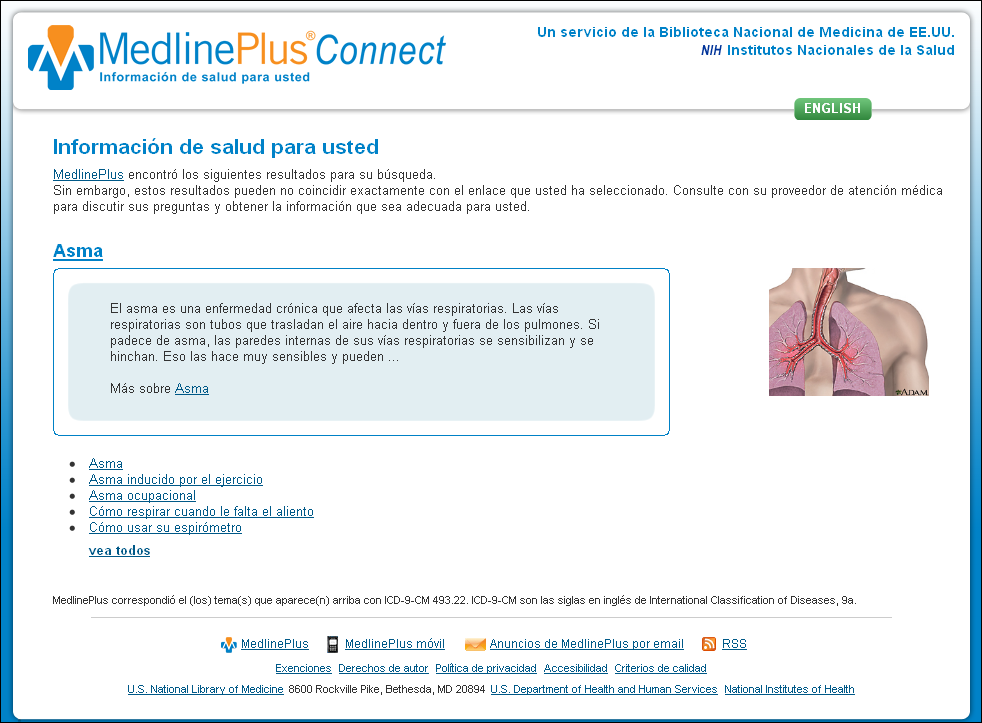 MedlinePlus® Connect
Información de salud para usted
Un servicio de la Biblioteca Nacional de Medicina de EE.UU.
NIH Institutos Nacionales de la Salud
ENGLISH
Información de salud para usted
MedlinePlus encontró los siguientes resultados para su búsqueda.
Sin embargo, estos resultados pueden no coincidir exactamente con el enlace que usted ha seleccionado. Consulte con su proveedor de atención médica
para discutir sus preguntas y obtener la información que sea adecuada para usted.
Asma
El asma es una enfermedad crónica que afecta las vías respiratorias. Las vías
respiratorias son tubos que trasladan el aire hacia dentro y fuera de los pulmones. Si
padece de asma, las paredes internas de sus vías respiratorias se sensibilizan y se
hinchan. Eso las hace muy sensibles y pueden ...
Más sobre Asma
ADAM
Asma
Asma inducido por el ejercicio
Asma ocupacional
Cómo respirar cuando le falta el aliento
Cómo usar su espirómetro
vea todos
MedlinePlus correspondió el (los) tema(s) que aparece(n) arriba con ICD-9-CM 493.22. ICD-9-CM son las siglas en inglés de International Classification of Diseases, 9a.
MedlinePlus MedlinePlus móvil Anuncios de MedlinePlus por email RSS
Exenciones Derechos de autor Política de privacidad Accesibilidad Criterios de calidad
U.S. National Library of Medicine 8600 Rockville Pike, Bethesda, MD 20894 U.S. Department of Health and Human Services National Institutes of Health